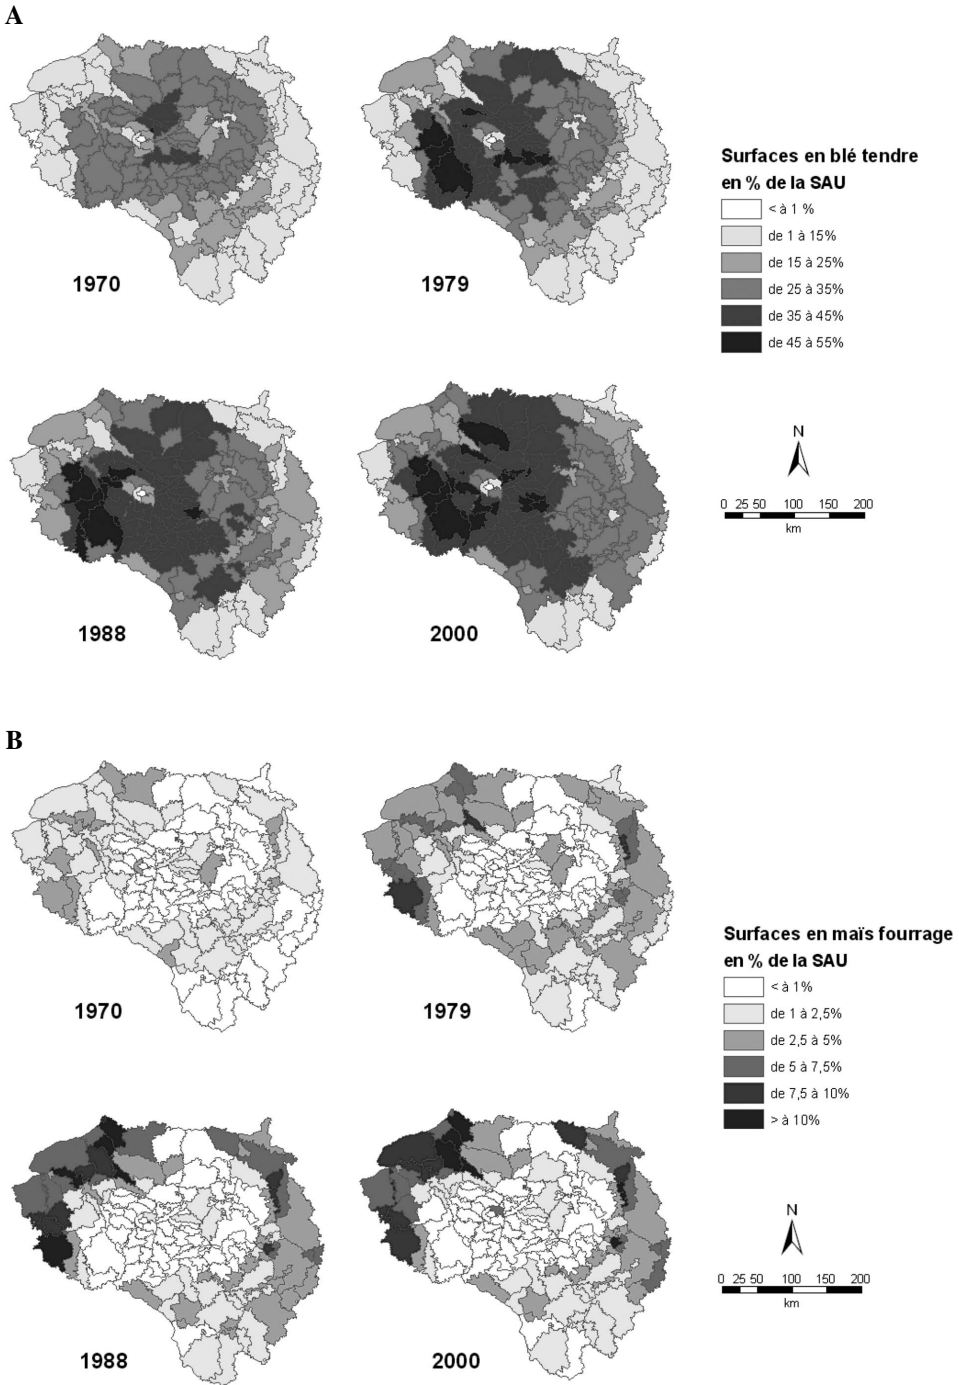 A
1970
1979
Surfaces en blé tendre
en % de la SAU
< à 1 %
de 1 à 15%
de 15 à 25%
de 25 à 35%
de 35 à 45%
de 45 à 55%
1988
2000
N
0 25 50 100 150 200
km
B
1970
1979
Surfaces en maïs fourrage
en % de la SAU
< à 1%
de 1 à 2,5%
de 2,5 à 5%
de 5 à 7,5%
de 7,5 à 10%
> à 10%
1988
2000
N
0 25 50 100 150 200
km